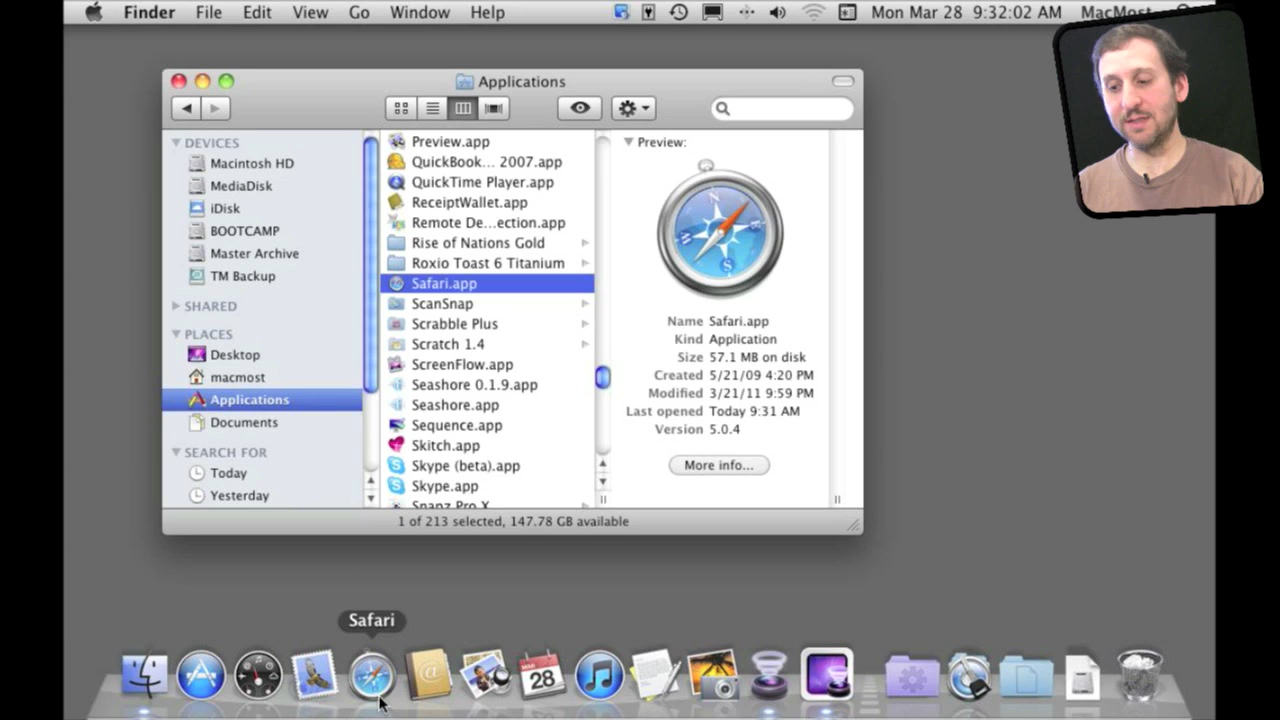 Finder File Edit View Go Window Help Mon Mar 28 9:32:02 AM MacMost
Applications
DEVICES
Macintosh HD
MediaDisk
iDisk
BOOTCAMP
Master Archive
TM Backup
SHARED
PLACES
Desktop
macmost
Applications
Documents
SEARCH FOR
Today
Yesterday
Preview.app
QuickBook... 2007.app
QuickTime Player.app
ReceiptWallet.app
Remote De...ection.app
Rise of Nations Gold
Roxio Toast 6 Titanium
Safari.app
ScanSnap
Scrabble Plus
Scratch 1.4
ScreenFlow.app
Seashore 0.1.9.app
Seashore.app
Sequence.app
Skitch.app
Skype (beta).app
Skype.app
Snapz Pro X
Preview:
N
E
S
W
Name Safari.app
Kind Application
Size 57.1 MB on disk
Created 5/21/09 4:20 PM
Modified 3/21/11 9:59 PM
Last opened Today 9:31 AM
Version 5.0.4
More info...
1 of 213 selected, 147.78 GB available
Safari
@
MAR
28